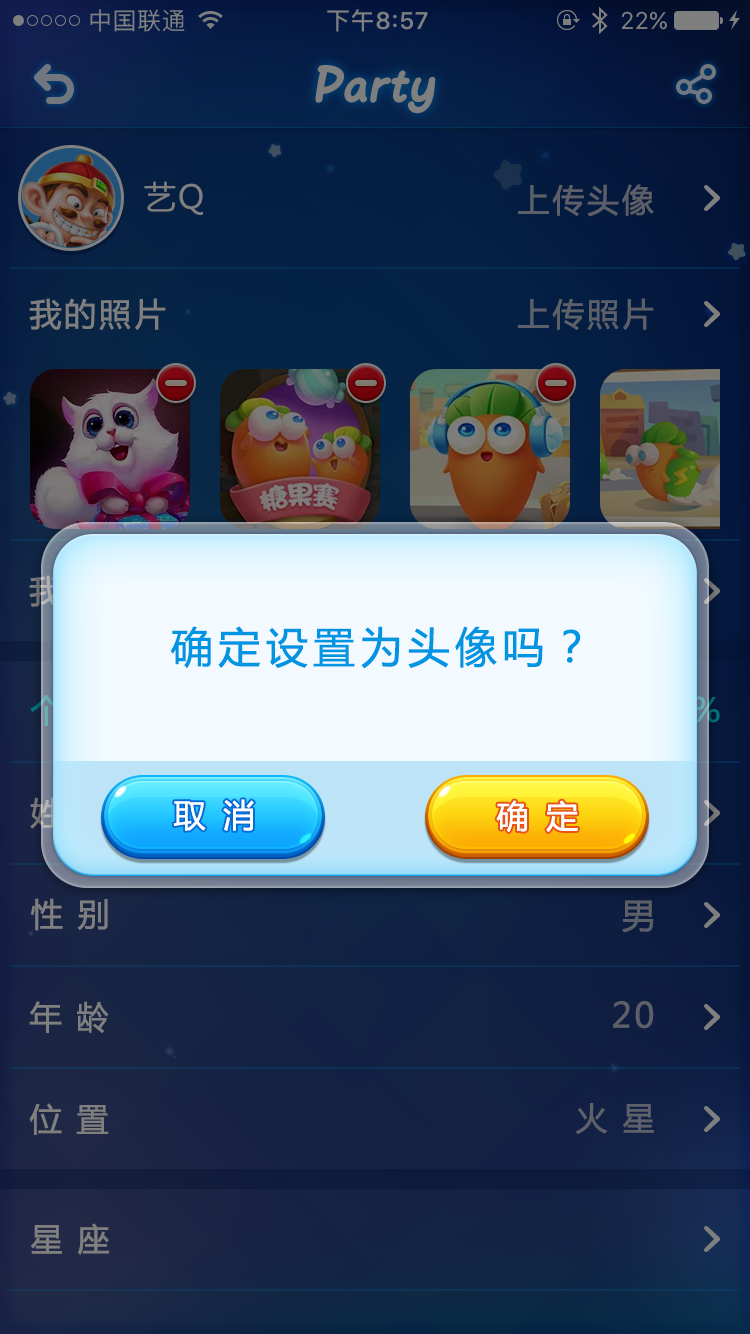 中国联通 下午8:57 22%
Party
艺Q 上传头像
我的照片 上传照片
糖果赛
我
确定设置为头像吗？
个 %
取消 确定
姓
性别 男
年龄 20
位置 火星
星座